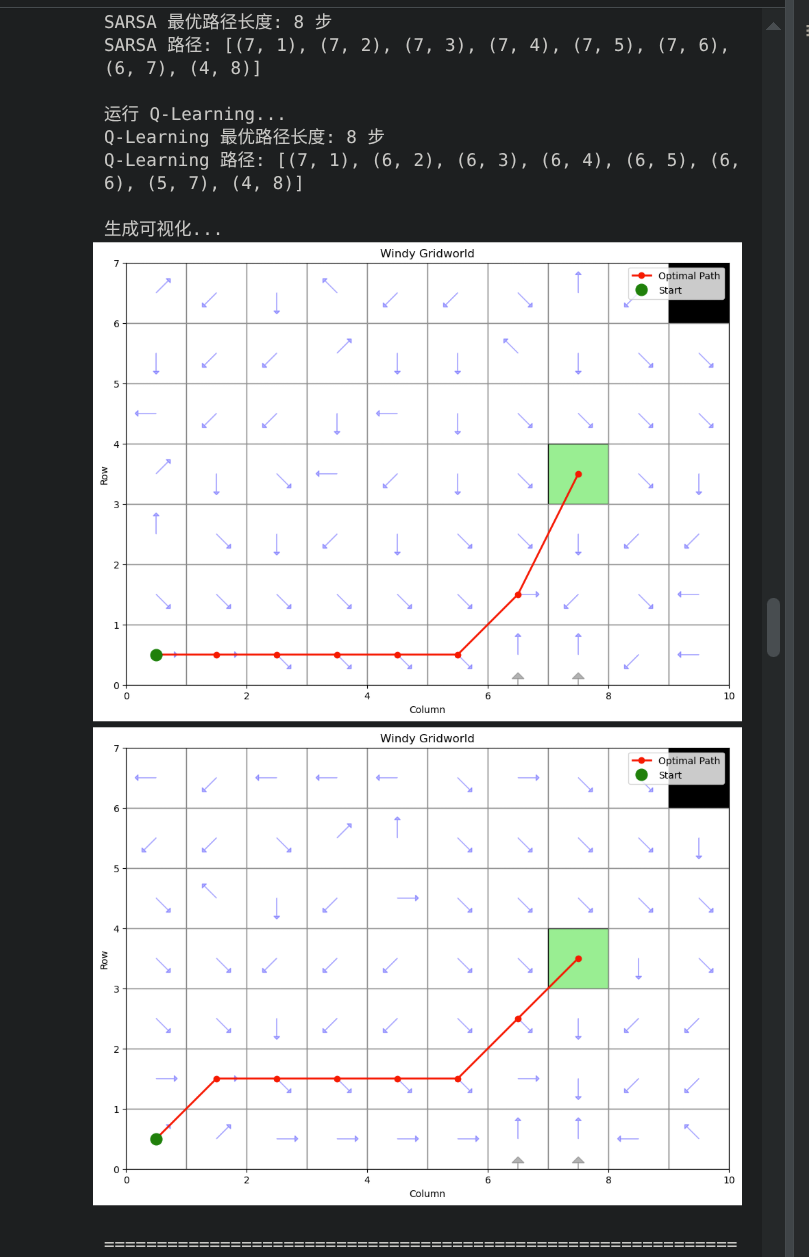 SARSA 最优路径长度: 8 步
SARSA 路径: [(7, 1), (7, 2), (7, 3), (7, 4), (7, 5), (7, 6),
(6, 7), (4, 8)]
运行 Q-Learning...
Q-Learning 最优路径长度: 8 步
Q-Learning 路径: [(7, 1), (6, 2), (6, 3), (6, 4), (6, 5), (6,
6), (5, 7), (4, 8)]
生成可视化...
Windy Gridworld
Optimal Path
Start
7
6
5
4
3
2
1
0
Row
0 2 4 6 8 10
Column
Windy Gridworld
Optimal Path
Start
7
6
5
4
3
2
1
0
Row
0 2 4 6 8 10
Column
============================================================